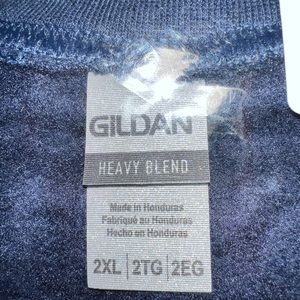 GILDAN
HEAVY BLEND
Made in Honduras
Fabriqué au Honduras
Hecho en Honduras
2XL | 2TG | 2EG